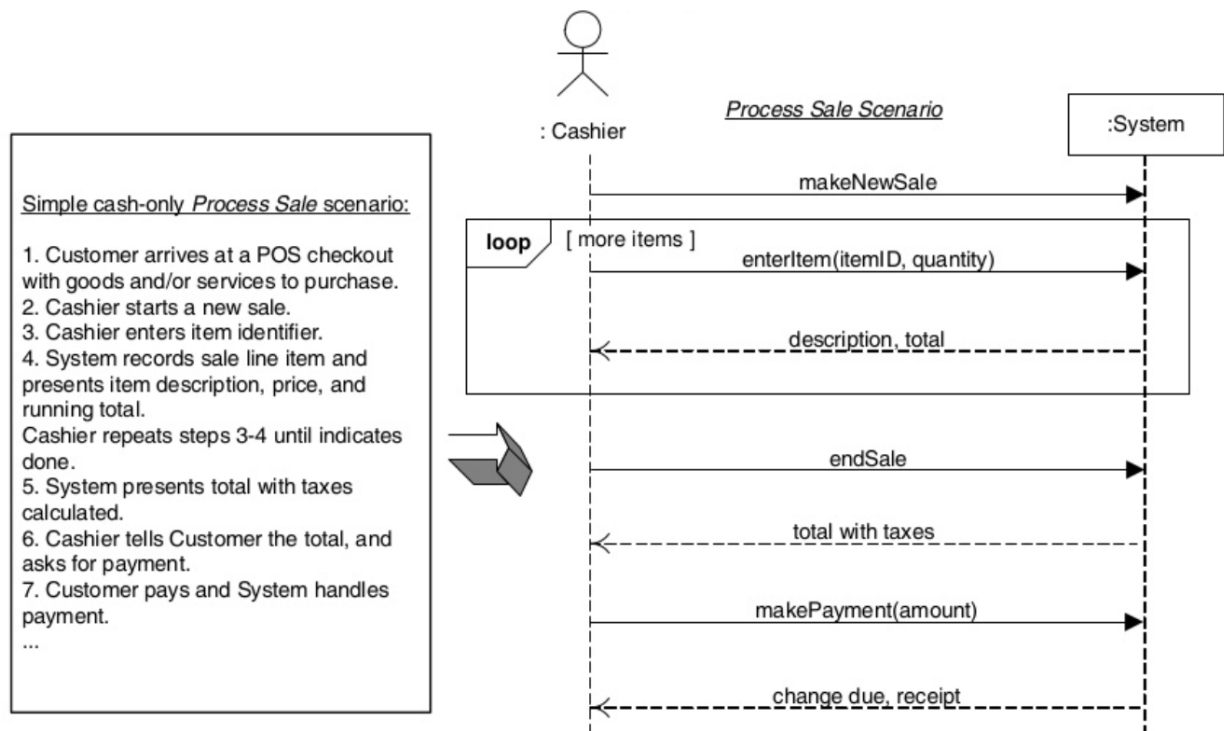 Simple cash-only Process Sale scenario:
1. Customer arrives at a POS checkout
with goods and/or services to purchase.
2. Cashier starts a new sale.
3. Cashier enters item identifier.
4. System records sale line item and
presents item description, price, and
running total.
Cashier repeats steps 3-4 until indicates
done.
5. System presents total with taxes
calculated.
6. Cashier tells Customer the total, and
asks for payment.
7. Customer pays and System handles
payment.
...
Process Sale Scenario
: Cashier
:System
makeNewSale
loop
[ more items ]
enterItem(itemID, quantity)
description, total
endSale
total with taxes
makePayment(amount)
change due, receipt